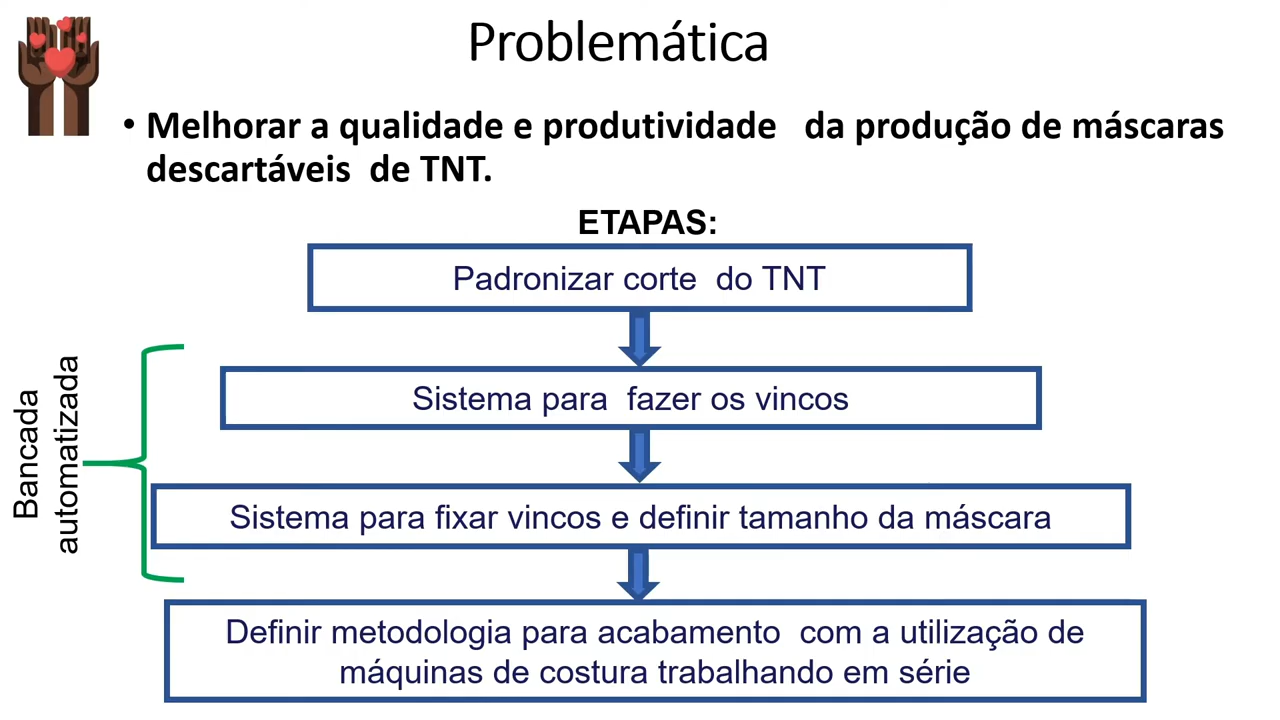 Problemática
• Melhorar a qualidade e produtividade da produção de máscaras
descartáveis de TNT.
ETAPAS:
Padronizar corte do TNT
Sistema para fazer os vincos
Bancada
automatizada
Sistema para fixar vincos e definir tamanho da máscara
Definir metodologia para acabamento com a utilização de
máquinas de costura trabalhando em série